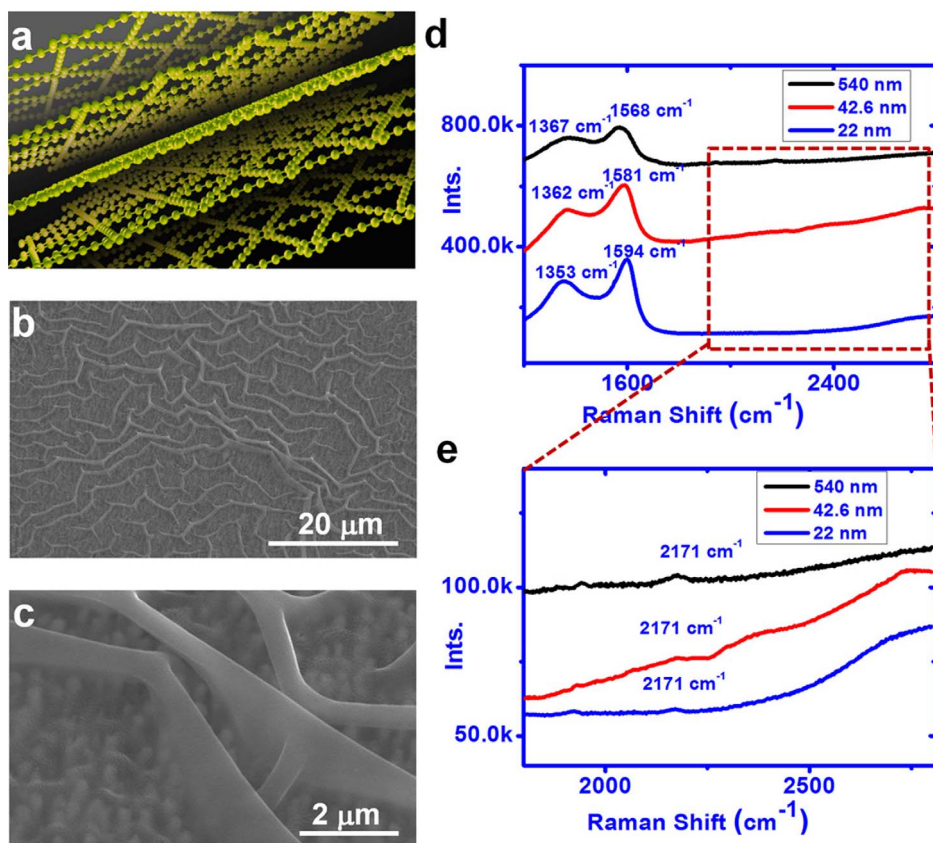 a
b
20 μm
c
2 μm
d
540 nm
42.6 nm
22 nm
800.0k
400.0k
Ints.
1367 cm-1
1568 cm-1
1362 cm-1
1581 cm-1
1353 cm-1
1594 cm-1
1600
2400
Raman Shift (cm-1)
e
540 nm
42.6 nm
22 nm
100.0k
50.0k
Ints.
2171 cm-1
2171 cm-1
2171 cm-1
2000
2500
Raman Shift (cm-1)